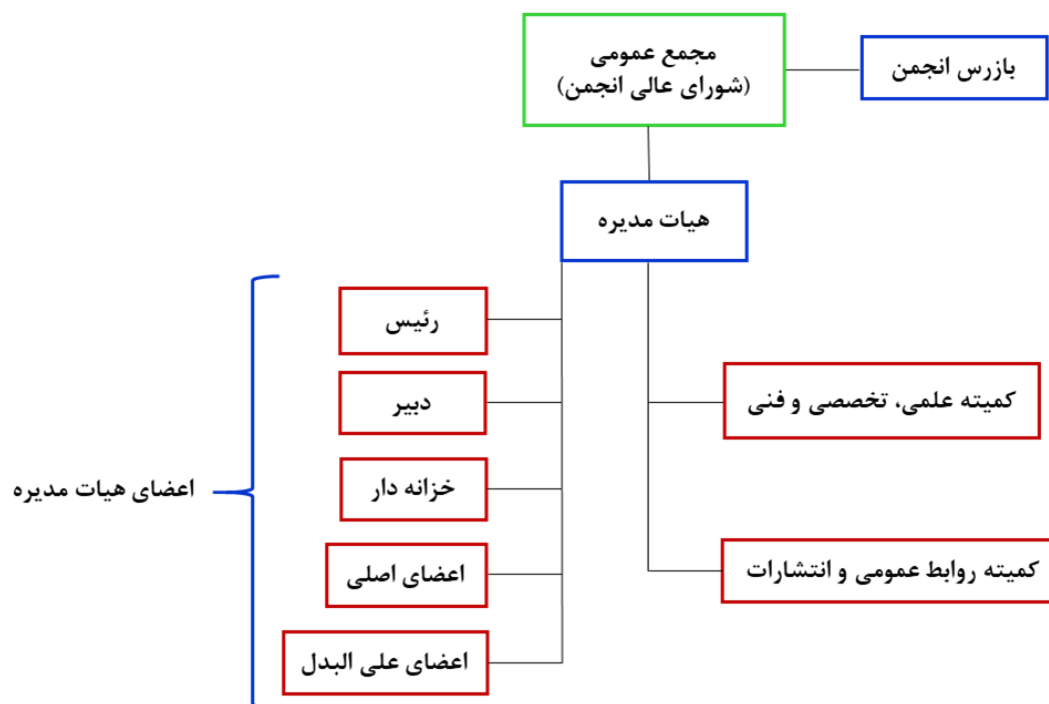 مجمع عمومی
(شورای عالی انجمن)
بازرس انجمن
هیات مدیره
رئیس
دبیر
خزانه دار
اعضای اصلی
اعضای علی البدل
اعضای هیات مدیره
کمیته علمی، تخصصی و فنی
کمیته روابط عمومی و انتشارات